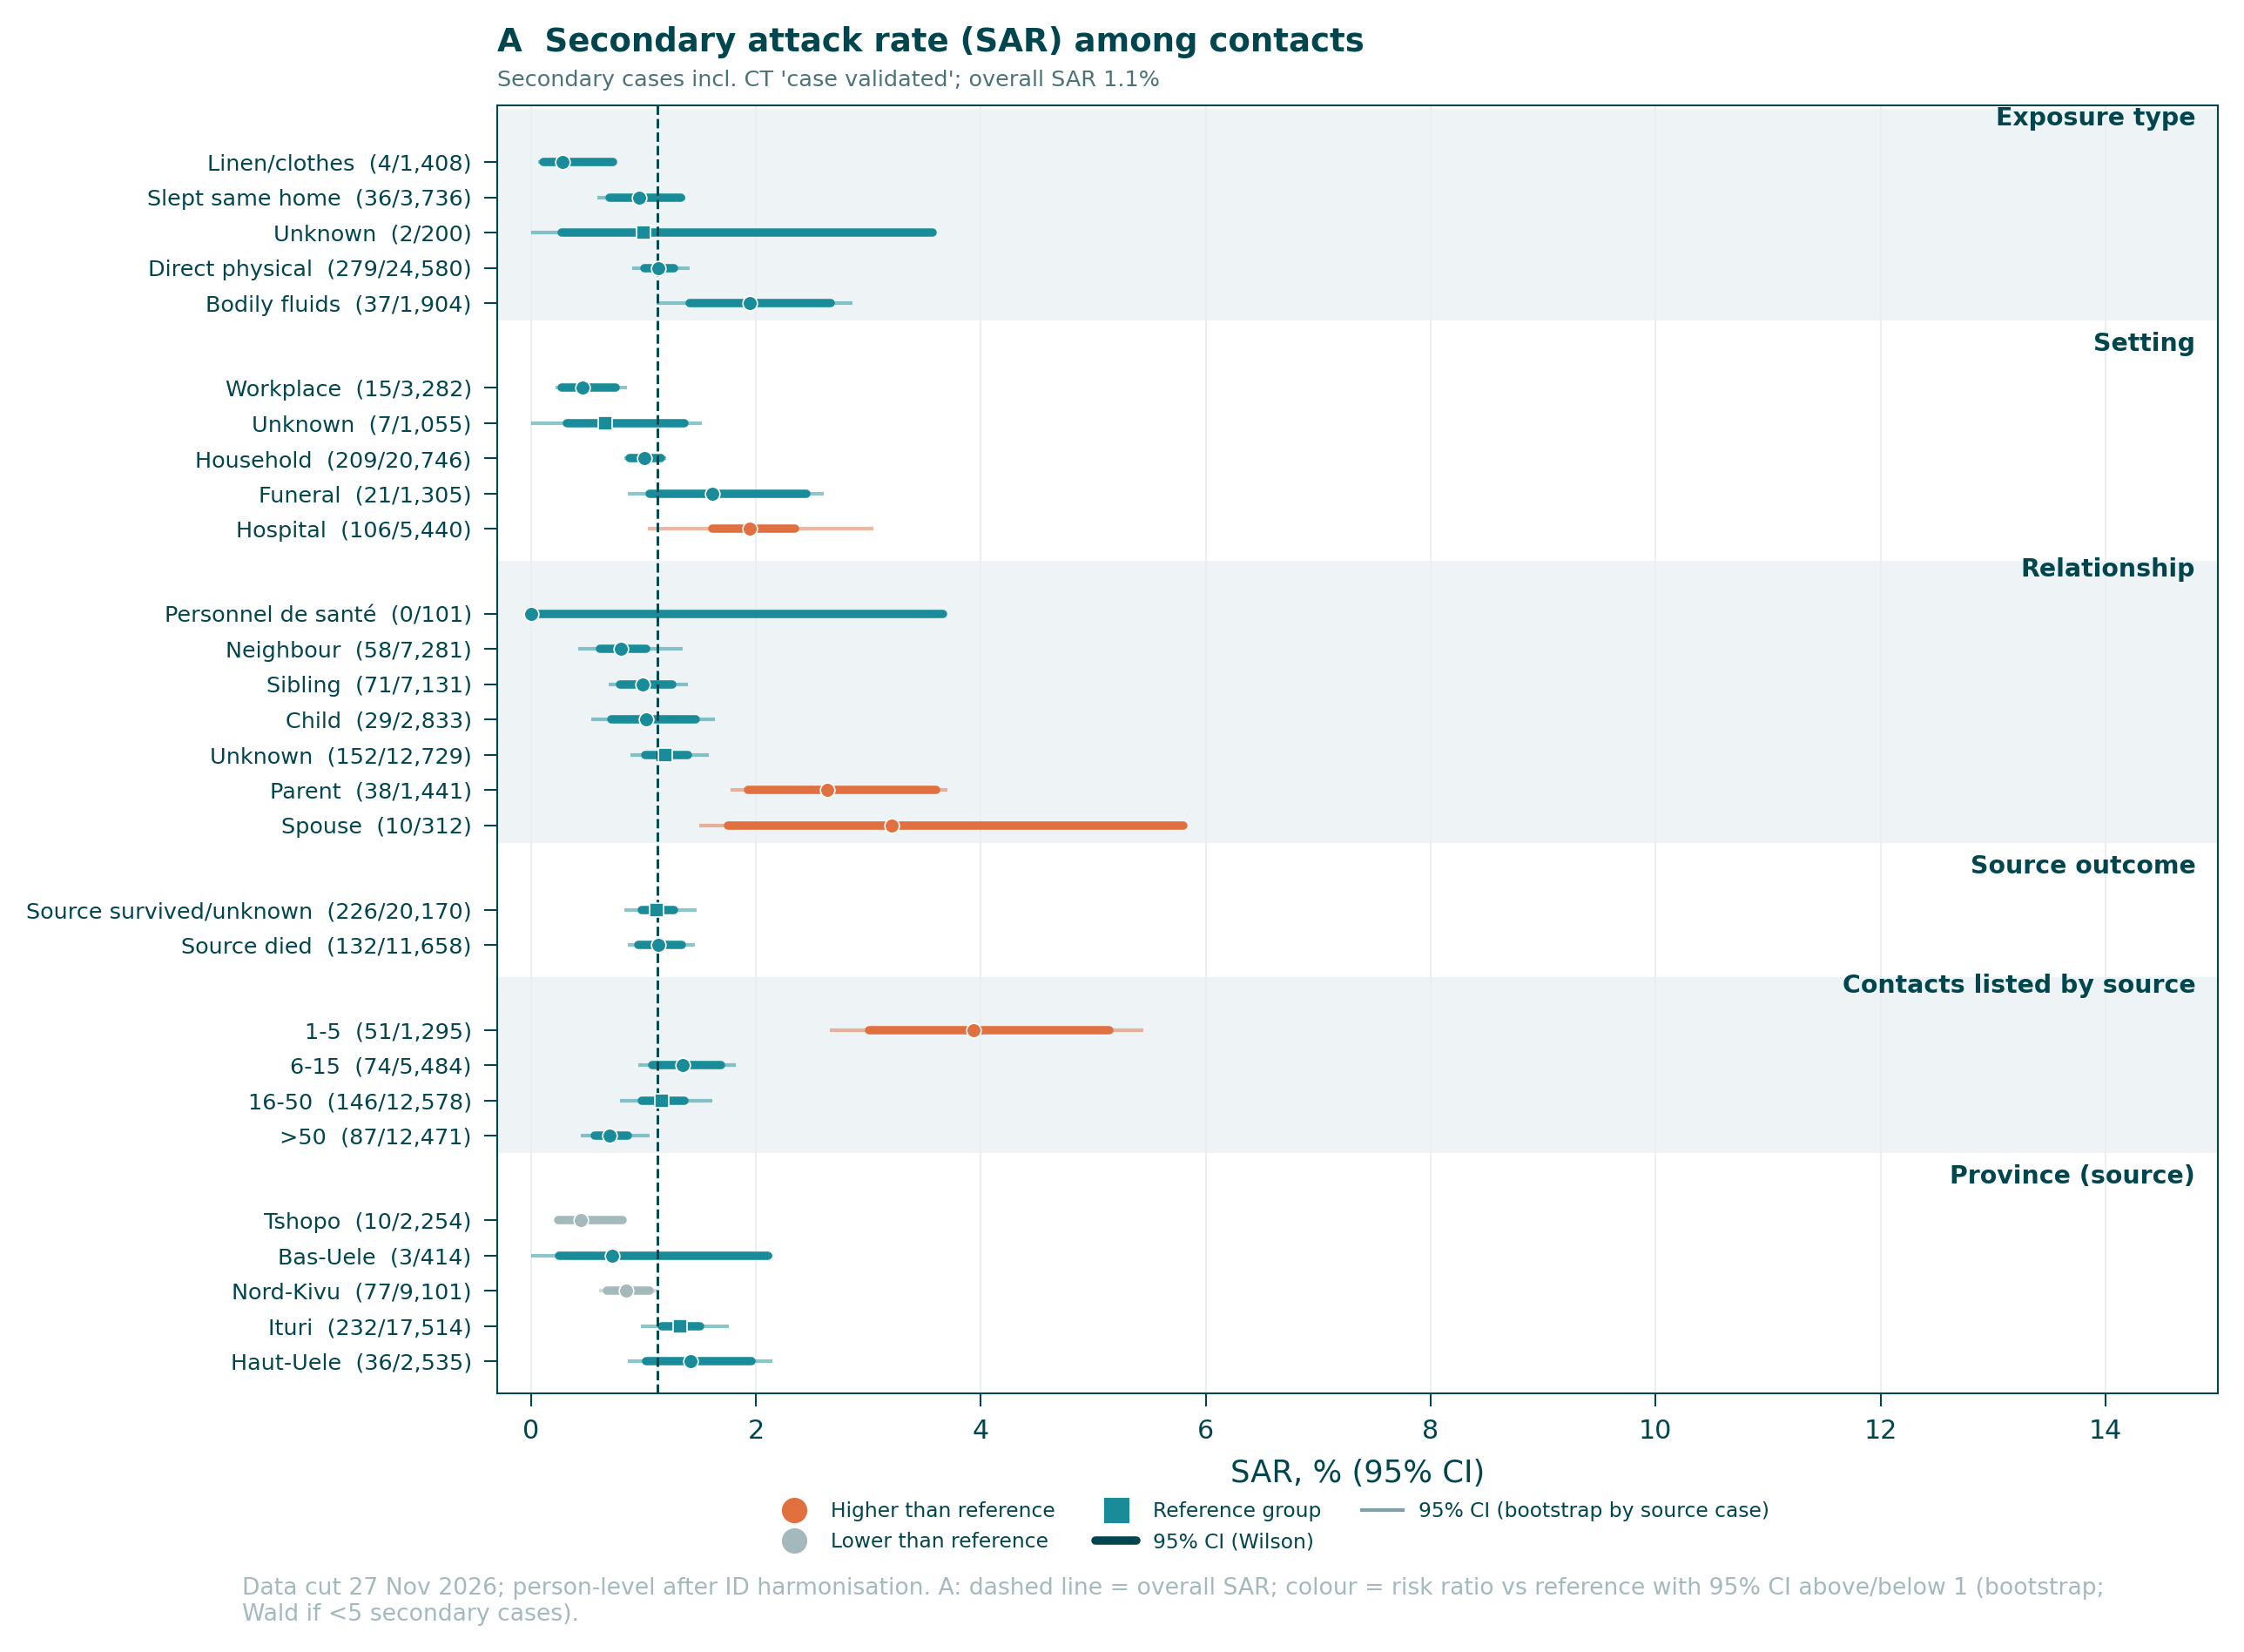 A  Secondary attack rate (SAR) among contacts
Secondary cases incl. CT 'case validated'; overall SAR 1.1%
Exposure type
Linen/clothes (4/1,408)
Slept same home (36/3,736)
Unknown (2/200)
Direct physical (279/24,580)
Bodily fluids (37/1,904)
Setting
Workplace (15/3,282)
Unknown (7/1,055)
Household (209/20,746)
Funeral (21/1,305)
Hospital (106/5,440)
Relationship
Personnel de santé (0/101)
Neighbour (58/7,281)
Sibling (71/7,131)
Child (29/2,833)
Unknown (152/12,729)
Parent (38/1,441)
Spouse (10/312)
Source outcome
Source survived/unknown (226/20,170)
Source died (132/11,658)
Contacts listed by source
1-5 (51/1,295)
6-15 (74/5,484)
16-50 (146/12,578)
>50 (87/12,471)
Province (source)
Tshopo (10/2,254)
Bas-Uele (3/414)
Nord-Kivu (77/9,101)
Ituri (232/17,514)
Haut-Uele (36/2,535)
0 2 4 6 8 10 12 14
SAR, % (95% CI)
Higher than reference
Lower than reference
Reference group
95% CI (Wilson)
95% CI (bootstrap by source case)
Data cut 27 Nov 2026; person-level after ID harmonisation. A: dashed line = overall SAR; colour = risk ratio vs reference with 95% CI above/below 1 (bootstrap;
Wald if <5 secondary cases).